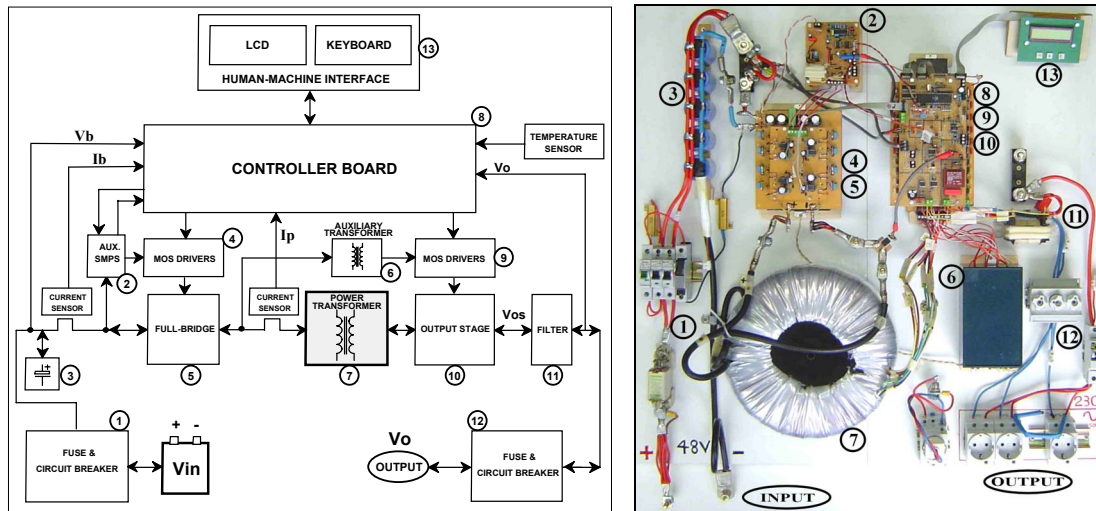 LCD
KEYBOARD
13
HUMAN-MACHINE INTERFACE
8
Vb
Ib
CONTROLLER BOARD
TEMPERATURE
SENSOR
Vo
AUX.
SMPS
2
4
MOS DRIVERS
Ip
AUXILIARY
TRANSFORMER
6
MOS DRIVERS
9
CURRENT
SENSOR
FULL-BRIDGE
5
CURRENT
SENSOR
POWER
TRANSFORMER
7
OUTPUT STAGE
10
Vos
FILTER
11
+
3
1
FUSE &
CIRCUIT BREAKER
+ -
Vin
Vo
OUTPUT
12
FUSE &
CIRCUIT BREAKER
2
3
13
8
9
10
4
5
11
6
1
12
7
230
+ 48V -
INPUT
OUTPUT